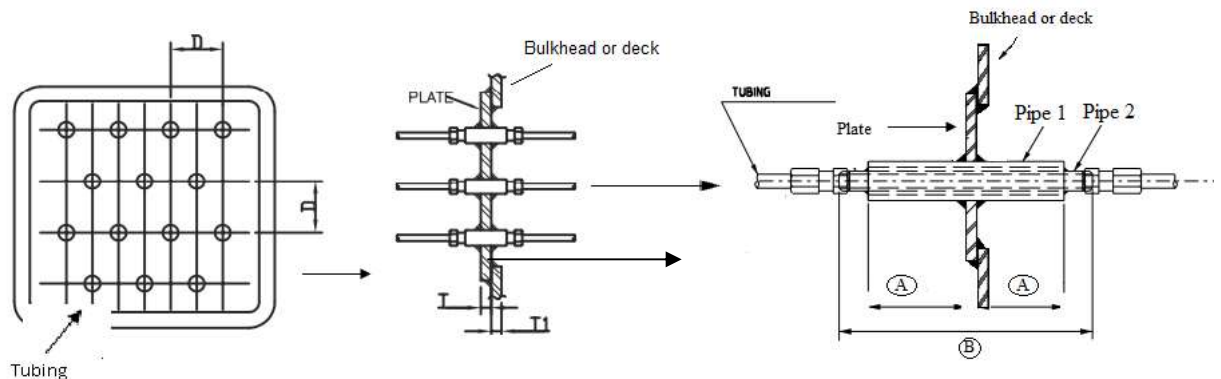 D
D
Tubing
Bulkhead or deck
PLATE
T
T1
Bulkhead or deck
TUBING
Plate
Pipe 1
Pipe 2
A
A
B